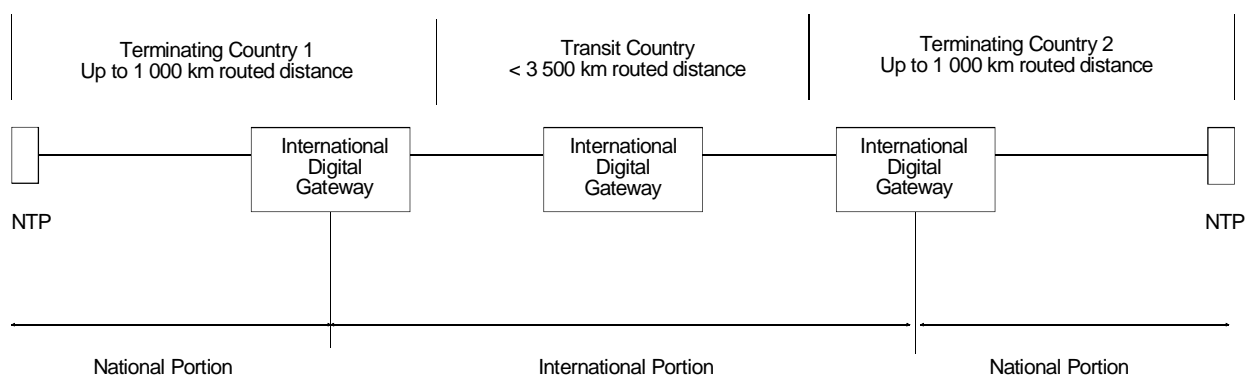 Terminating Country 1
Up to 1 000 km routed distance
Transit Country
< 3 500 km routed distance
Terminating Country 2
Up to 1 000 km routed distance
International
Digital
Gateway
International
Digital
Gateway
International
Digital
Gateway
NTP
NTP
National Portion
International Portion
National Portion